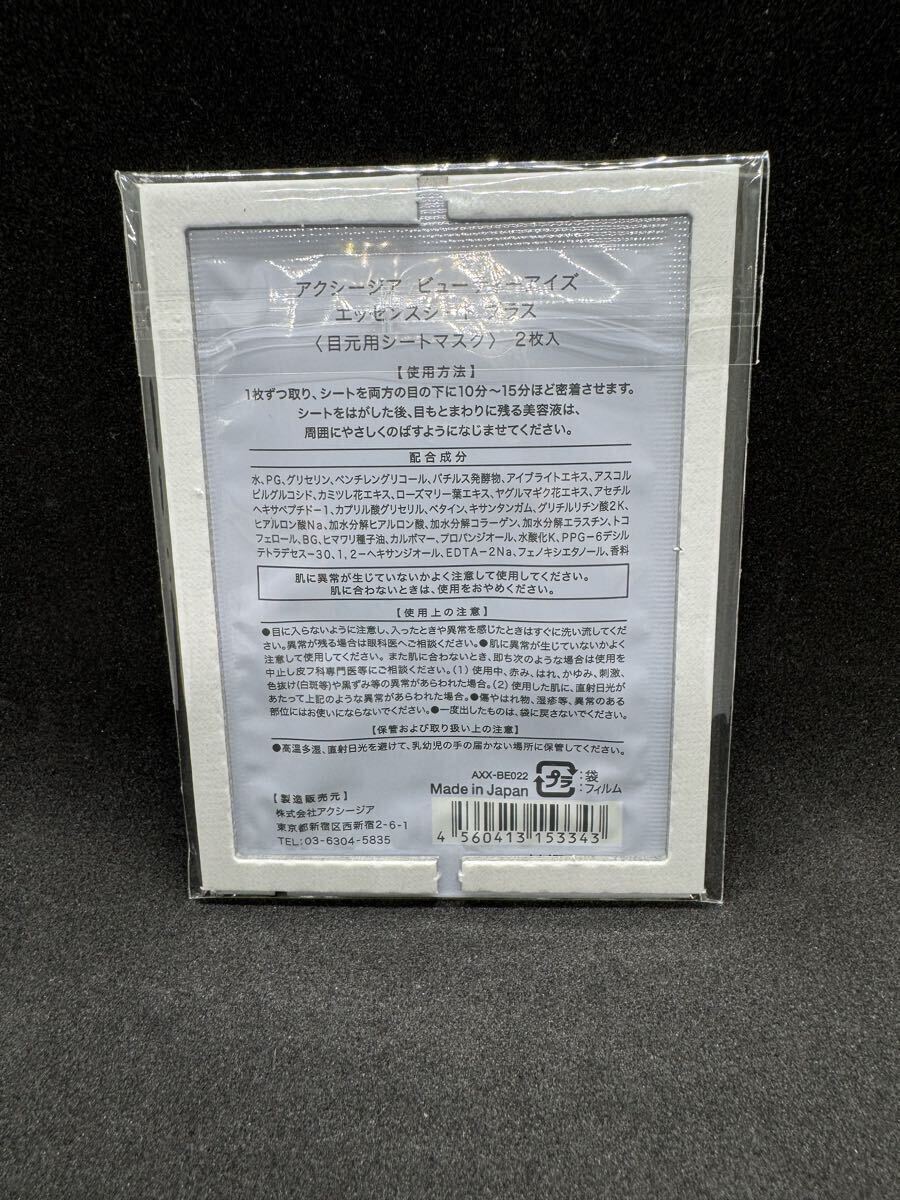 アクシージア ビューティーアイズ
エッセンスシート プラス
〈目元用シートマスク〉 2枚入
【使用方法】
1枚ずつ取り、シートを両方の目の下に10分～15分ほど密着させます。
シートをはがした後、目もとまわりに残る美容液は、
周囲にやさしくのばすようになじませてください。
配合成分
水、PG、グリセリン、ペンチレングリコール、バチルス発酵物、アイブライトエキス、アスコル
ビルグルコシド、カミツレ花エキス、ローズマリー葉エキス、ヤグルマギク花エキス、アセチル
ヘキサペプチド-1、カプリル酸グリセリル、ベタイン、キサンタンガム、グリチルリチン酸2K、
ヒアルロン酸Na、加水分解ヒアルロン酸、加水分解コラーゲン、加水分解エラスチン、トコ
フェロール、BG、ヒマワリ種子油、カルボマー、プロパンジオール、水酸化K、PPG-6デシル
テトラデセス-30、1，2-ヘキサンジオール、EDTA-2Na、フェノキシエタノール、香料
肌に異常が生じていないかよく注意して使用してください。
肌に合わないときは、使用をおやめください。
【使用上の注意】
●目に入らないように注意し、入ったときや異常を感じたときはすぐに洗い流してくだ
さい。異常が残る場合は眼科医へご相談ください。●肌に異常が生じていないかよく
注意して使用してください。また肌に合わないとき、即ち次のような場合は使用を
中止し皮フ科専門医等にご相談ください。(1) 使用中、赤み、はれ、かゆみ、刺激、
色抜け(白斑等)や黒ずみ等の異常があらわれた場合。(2) 使用した肌に、直射日光が
あたって上記のような異常があらわれた場合。●傷やはれ物、湿疹等、異常のある
部位にはお使いにならないでください。●一度出したものは、袋に戻さないでください。
【保管および取り扱い上の注意】
●高温多湿、直射日光を避けて、乳幼児の手の届かない場所に保管してください。
AXX-BE022
Made in Japan
プラ
:袋
:フィルム
【製造販売元】
株式会社アクシージア
東京都新宿区西新宿2-6-1
TEL:03-6304-5835
4 560413 153343